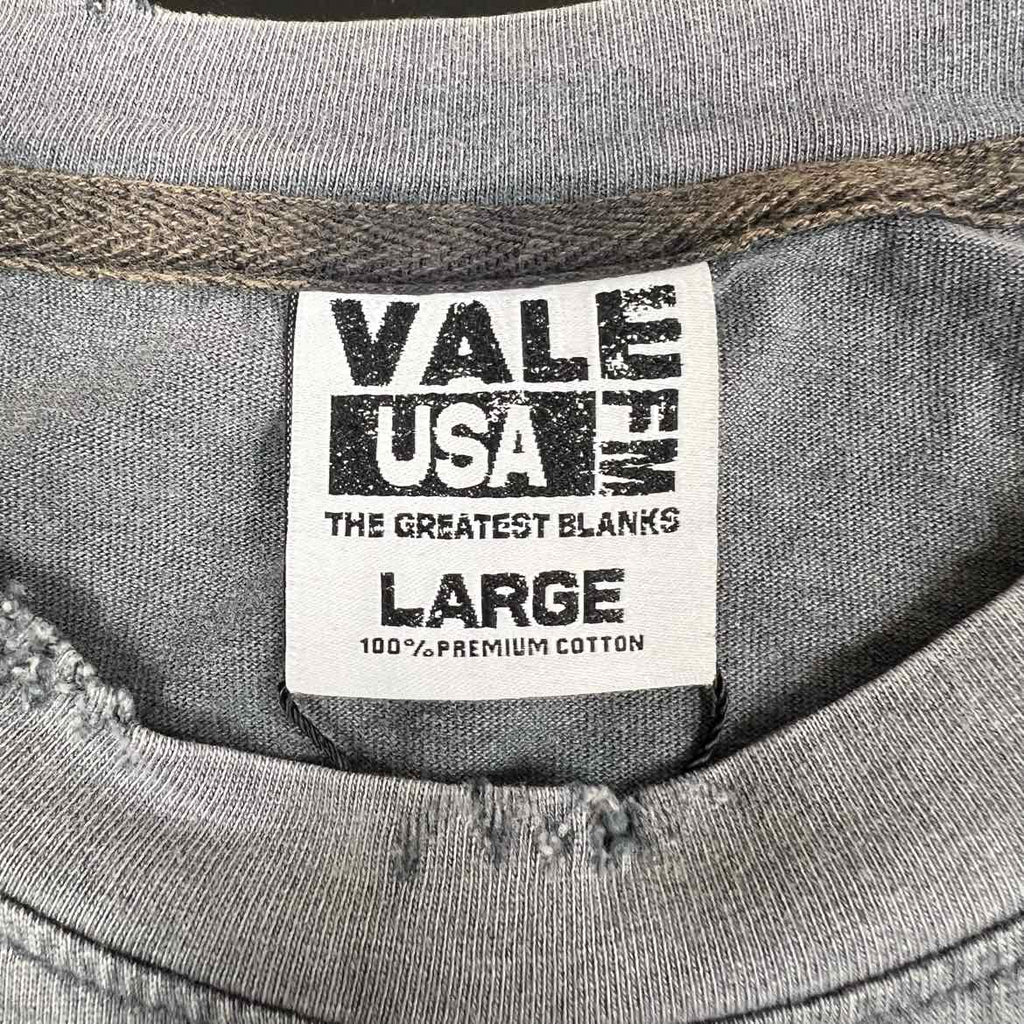 VALE
USA
FM
THE GREATEST BLANKS
LARGE
100% PREMIUM COTTON